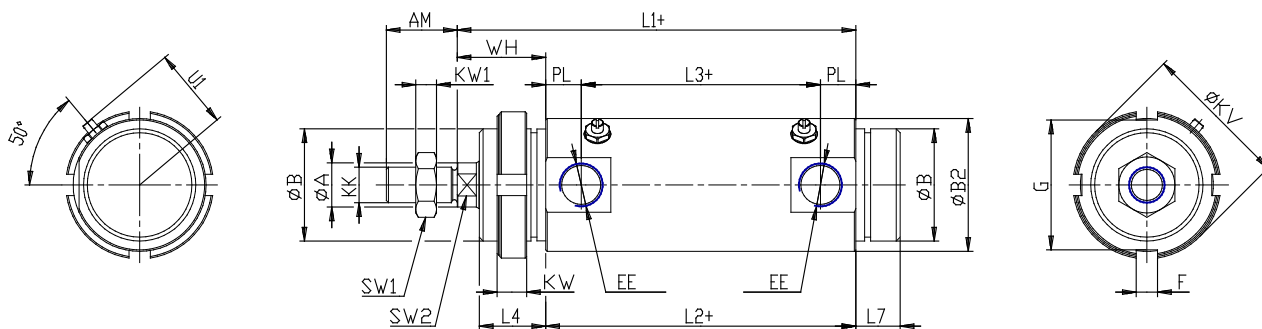 AM
L1+
WH
KW1
PL
L3+
PL
U1
50°
ØB
ØA
KK
ØB
ØB2
G
ØKV
SW1
SW2
KW
EE
EE
F
L4
L2+
L7